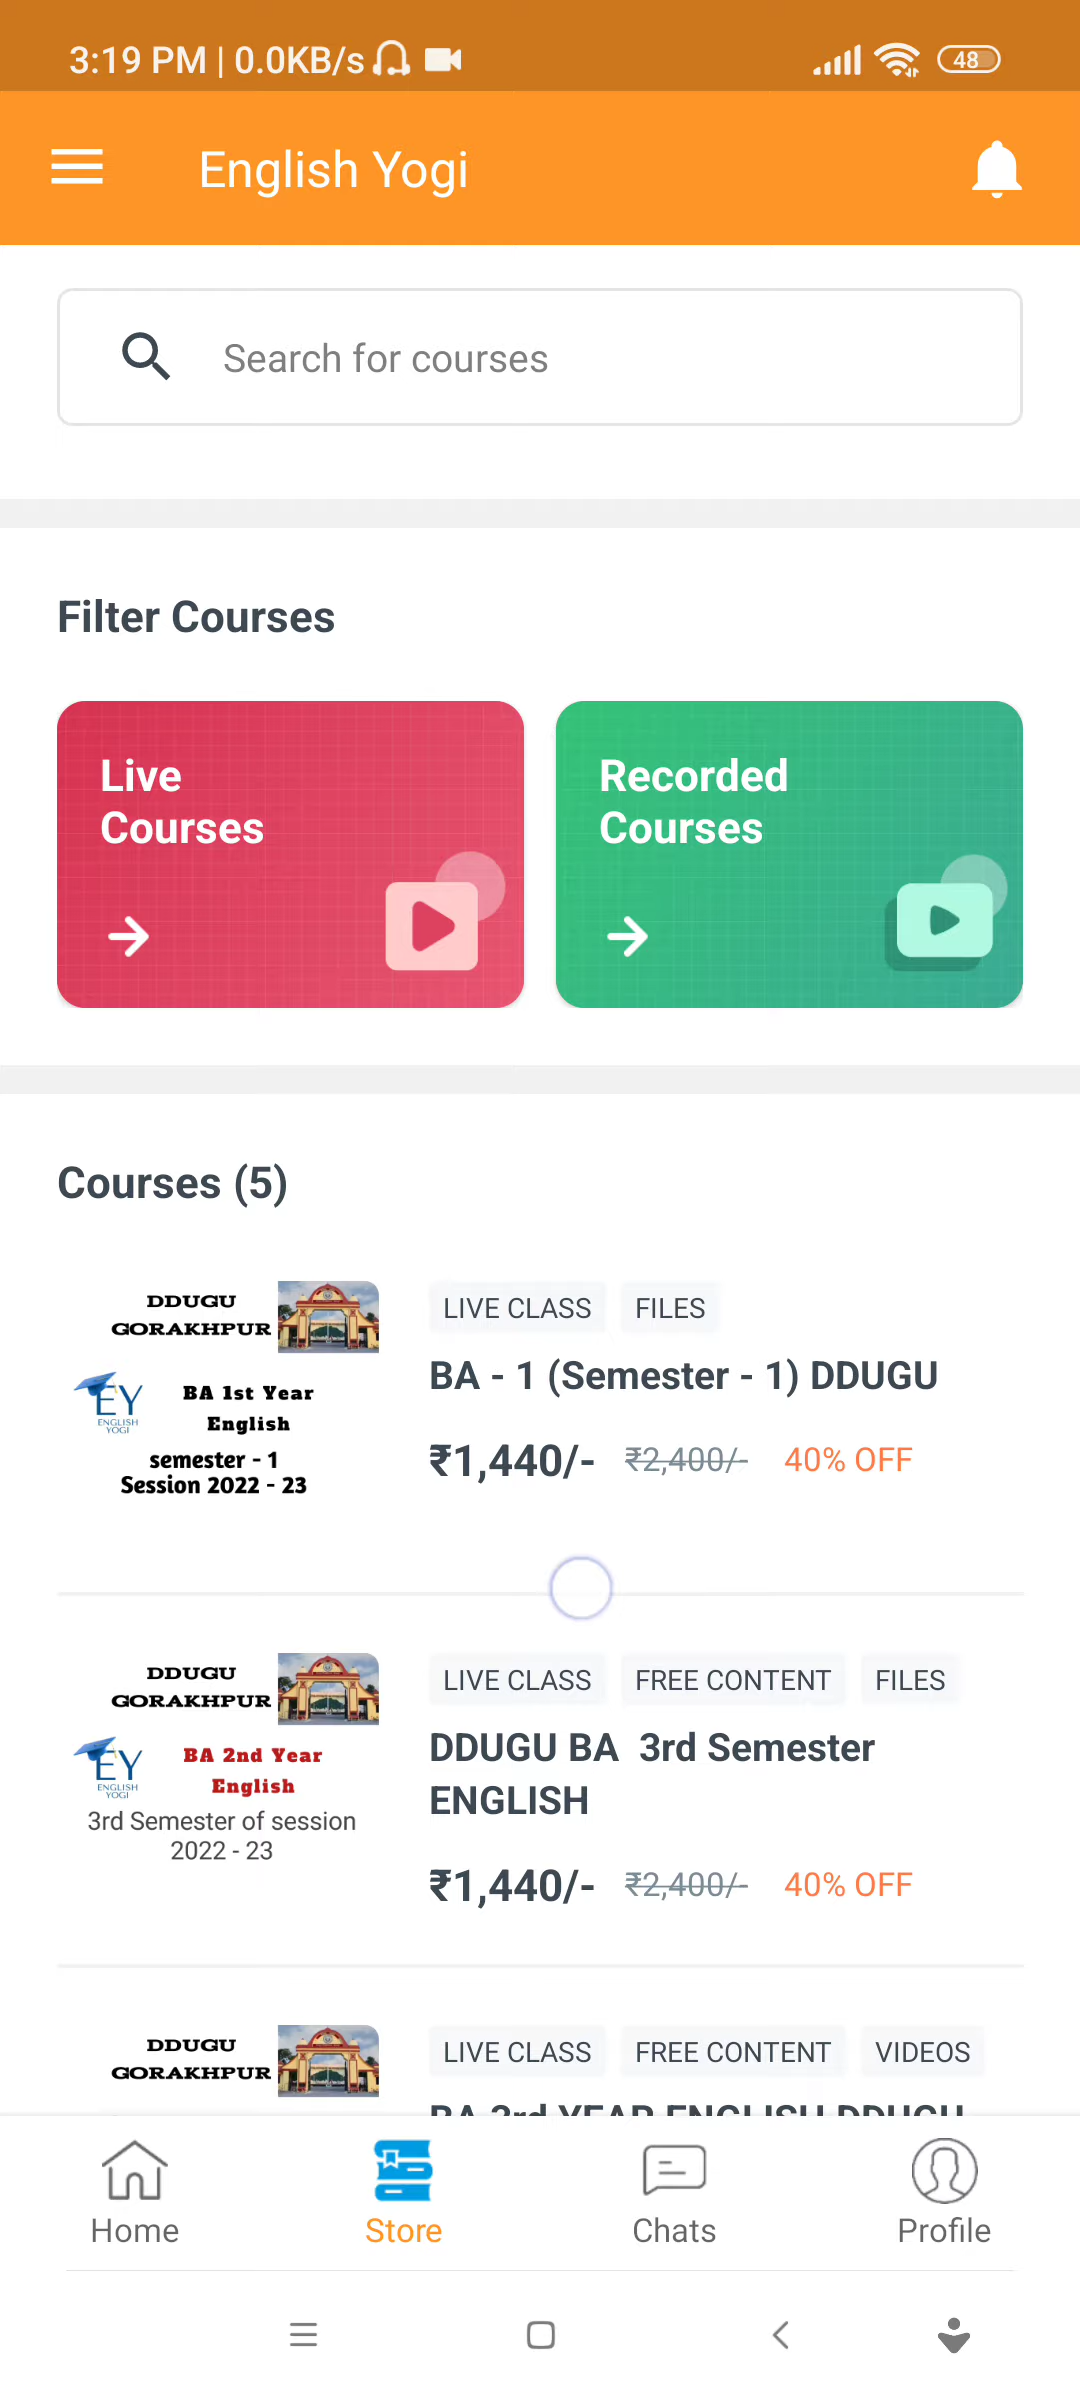 3:19 PM | 0.0KB/s
48
English Yogi
Search for courses
Filter Courses
Live
Courses
Recorded
Courses
Courses (5)
DDUGU
GORAKHPUR
EY
ENGLISH
YOGI
BA 1st Year
English
semester - 1
Session 2022 - 23
LIVE CLASS
FILES
BA - 1 (Semester - 1) DDUGU
₹1,440/- ₹2,400/- 40% OFF
DDUGU
GORAKHPUR
EY
ENGLISH
YOGI
BA 2nd Year
English
3rd Semester of session
2022 - 23
LIVE CLASS
FREE CONTENT
FILES
DDUGU BA  3rd Semester
ENGLISH
₹1,440/- ₹2,400/- 40% OFF
DDUGU
GORAKHPUR
LIVE CLASS
FREE CONTENT
VIDEOS
BA 3rd YEAR ENGLISH DDUGU
Home
Store
Chats
Profile